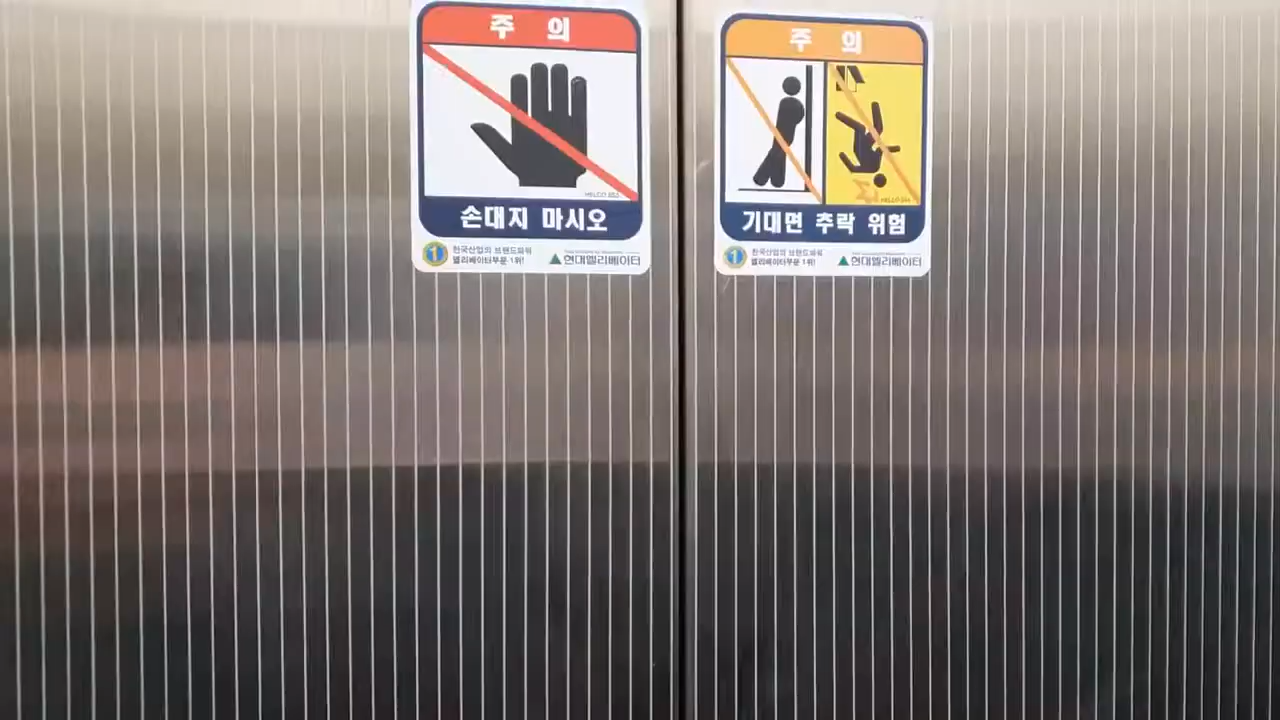 주 의
손대지 마시오
1
한국산업의 브랜드파워
엘리베이터부문 1위!
현대엘리베이터
주 의
기대면 추락 위험
1
한국산업의 브랜드파워
엘리베이터부문 1위!
현대엘리베이터